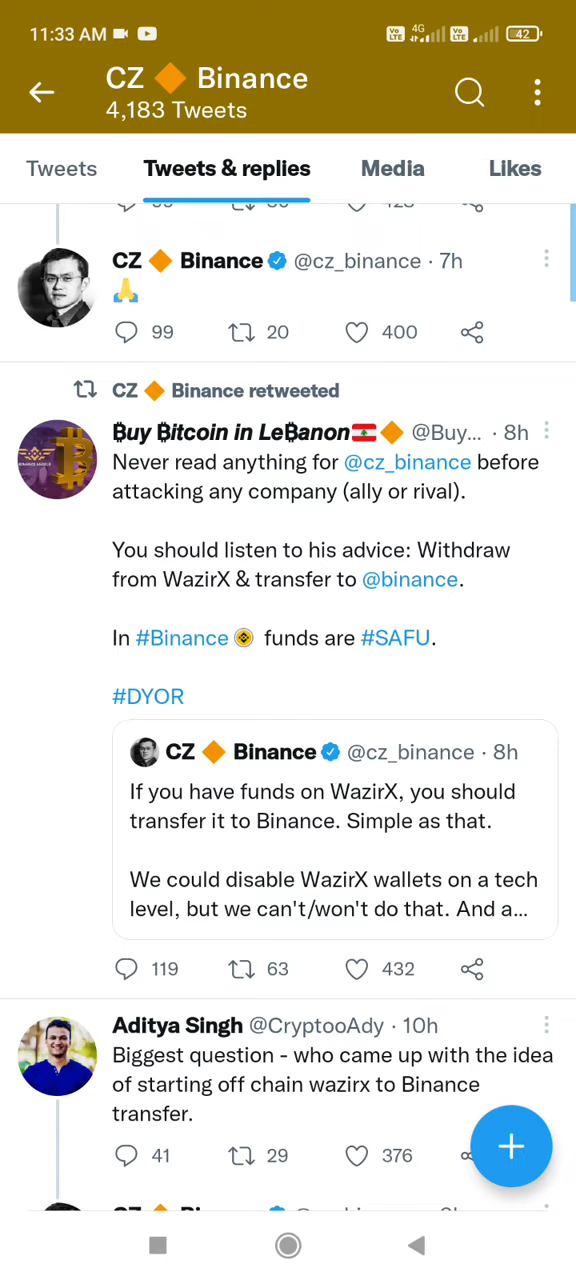 11:33 AM
4G
42
CZ 🔶 Binance
4,183 Tweets
Tweets
Tweets & replies
Media
Likes
CZ 🔶 Binance @cz_binance · 7h
🙏
99 20 400
CZ 🔶 Binance retweeted
₿uy ₿itcoin in Le₿anon🇱🇧🔶 @Buy... · 8h
Never read anything for @cz_binance before
attacking any company (ally or rival).
You should listen to his advice: Withdraw
from WazirX & transfer to @binance.
In #Binance funds are #SAFU.
#DYOR
CZ 🔶 Binance @cz_binance · 8h
If you have funds on WazirX, you should
transfer it to Binance. Simple as that.
We could disable WazirX wallets on a tech
level, but we can't/won't do that. And a...
119 63 432
Aditya Singh @CryptooAdy · 10h
Biggest question - who came up with the idea
of starting off chain wazirx to Binance
transfer.
41 29 376